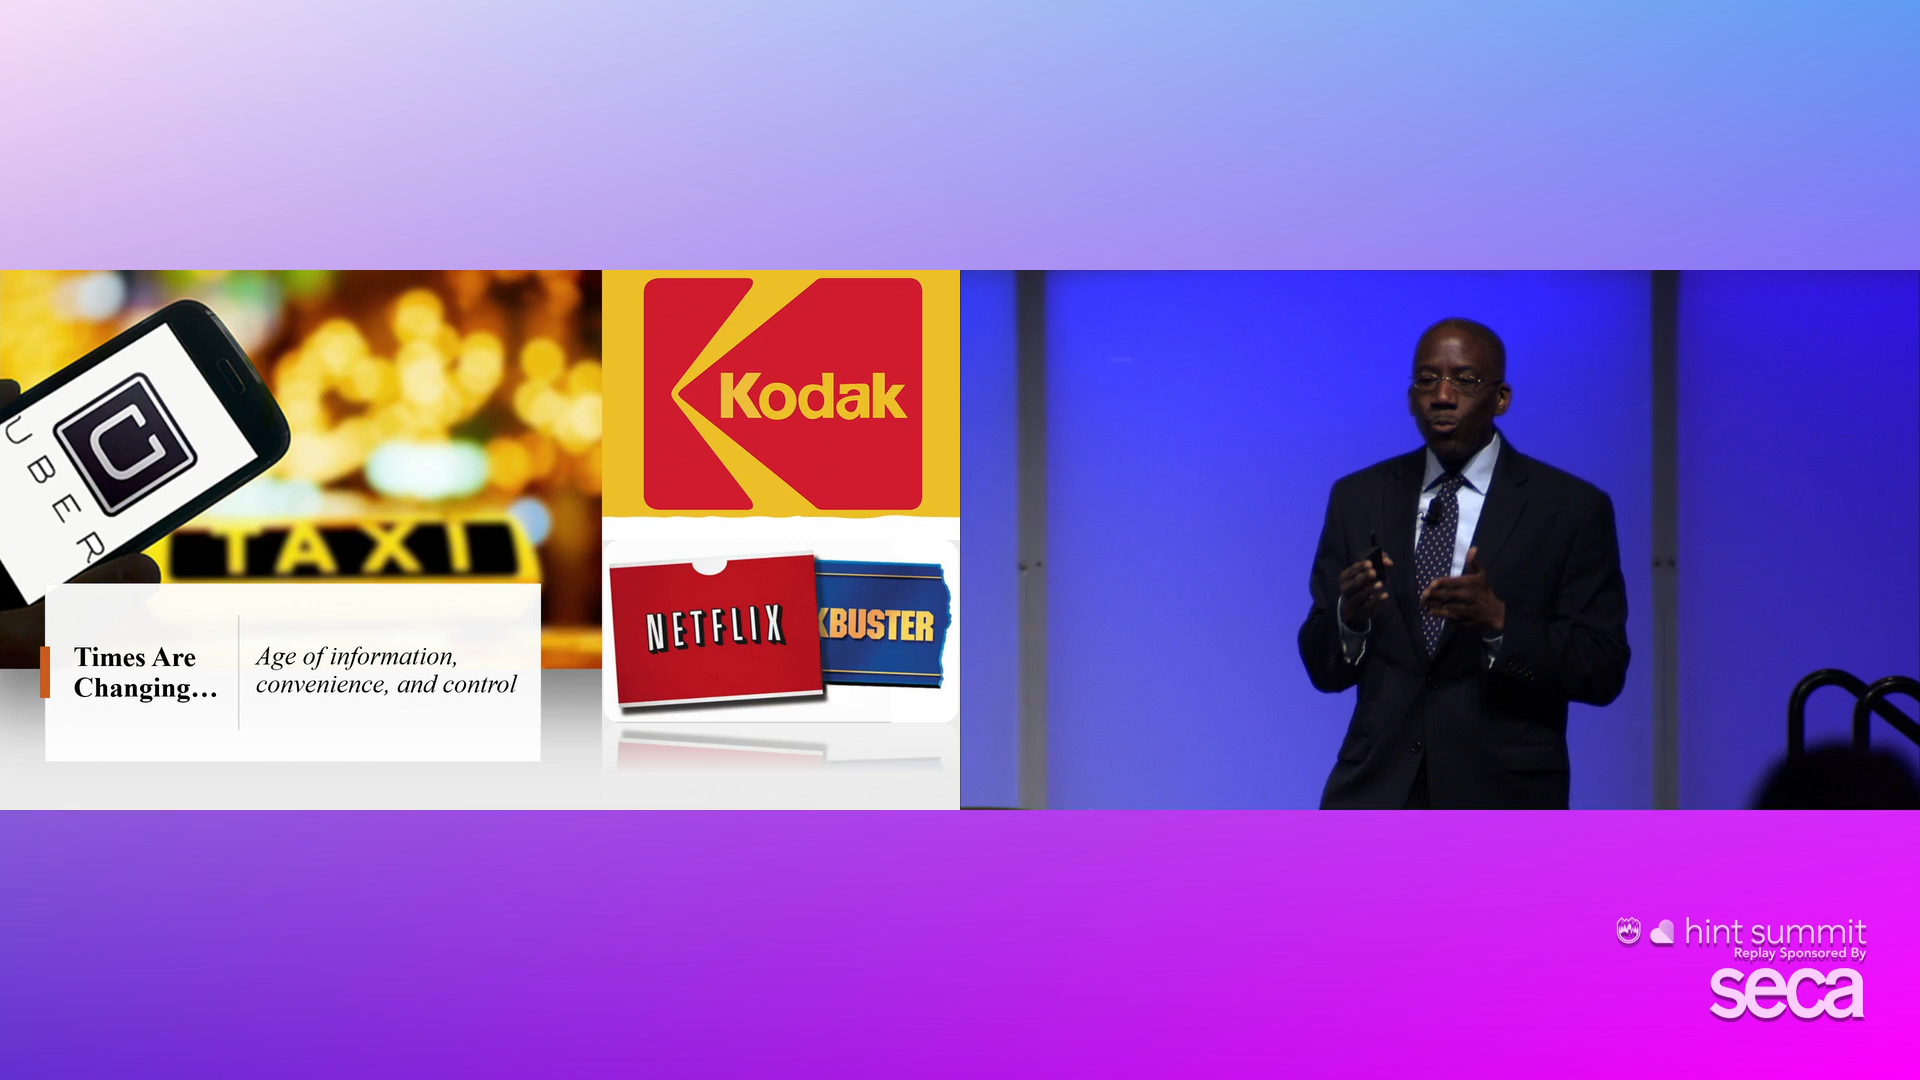 UBER
TAXI
Times Are
Changing...
Age of information,
convenience, and control
Kodak
NETFLIX
KBUSTER
hint summit
Replay Sponsored By
seca